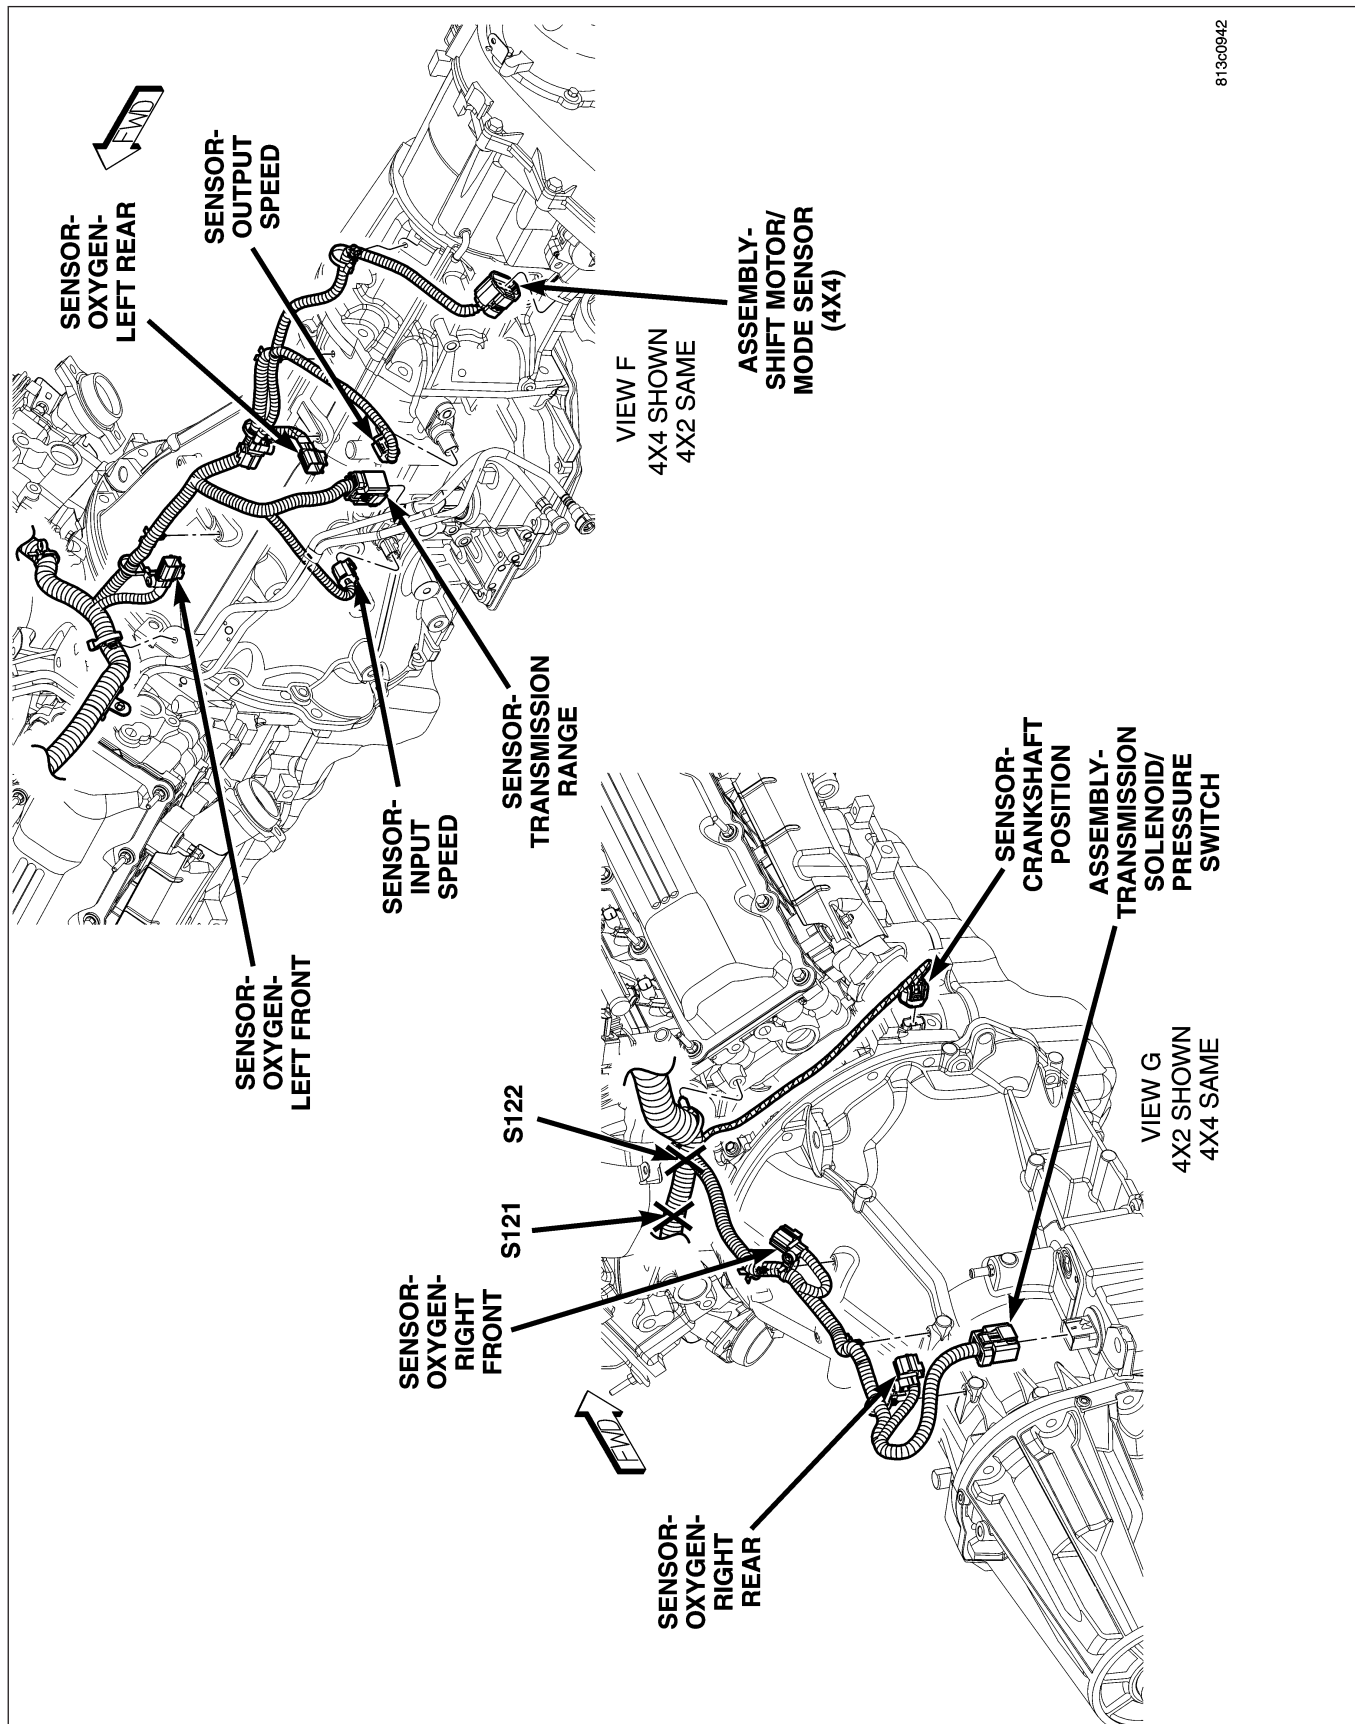 FWD
SENSOR-
OXYGEN-
LEFT REAR
SENSOR-
OUTPUT
SPEED
ASSEMBLY-
SHIFT MOTOR/
MODE SENSOR
(4X4)
VIEW F
4X4 SHOWN
4X2 SAME
SENSOR-
TRANSMISSION
RANGE
SENSOR-
INPUT
SPEED
SENSOR-
OXYGEN-
LEFT FRONT
S122
S121
SENSOR-
OXYGEN-
RIGHT
FRONT
FWD
SENSOR-
OXYGEN-
RIGHT
REAR
SENSOR-
CRANKSHAFT
POSITION
ASSEMBLY-
TRANSMISSION
SOLENOID/
PRESSURE
SWITCH
VIEW G
4X2 SHOWN
4X4 SAME
813c0942